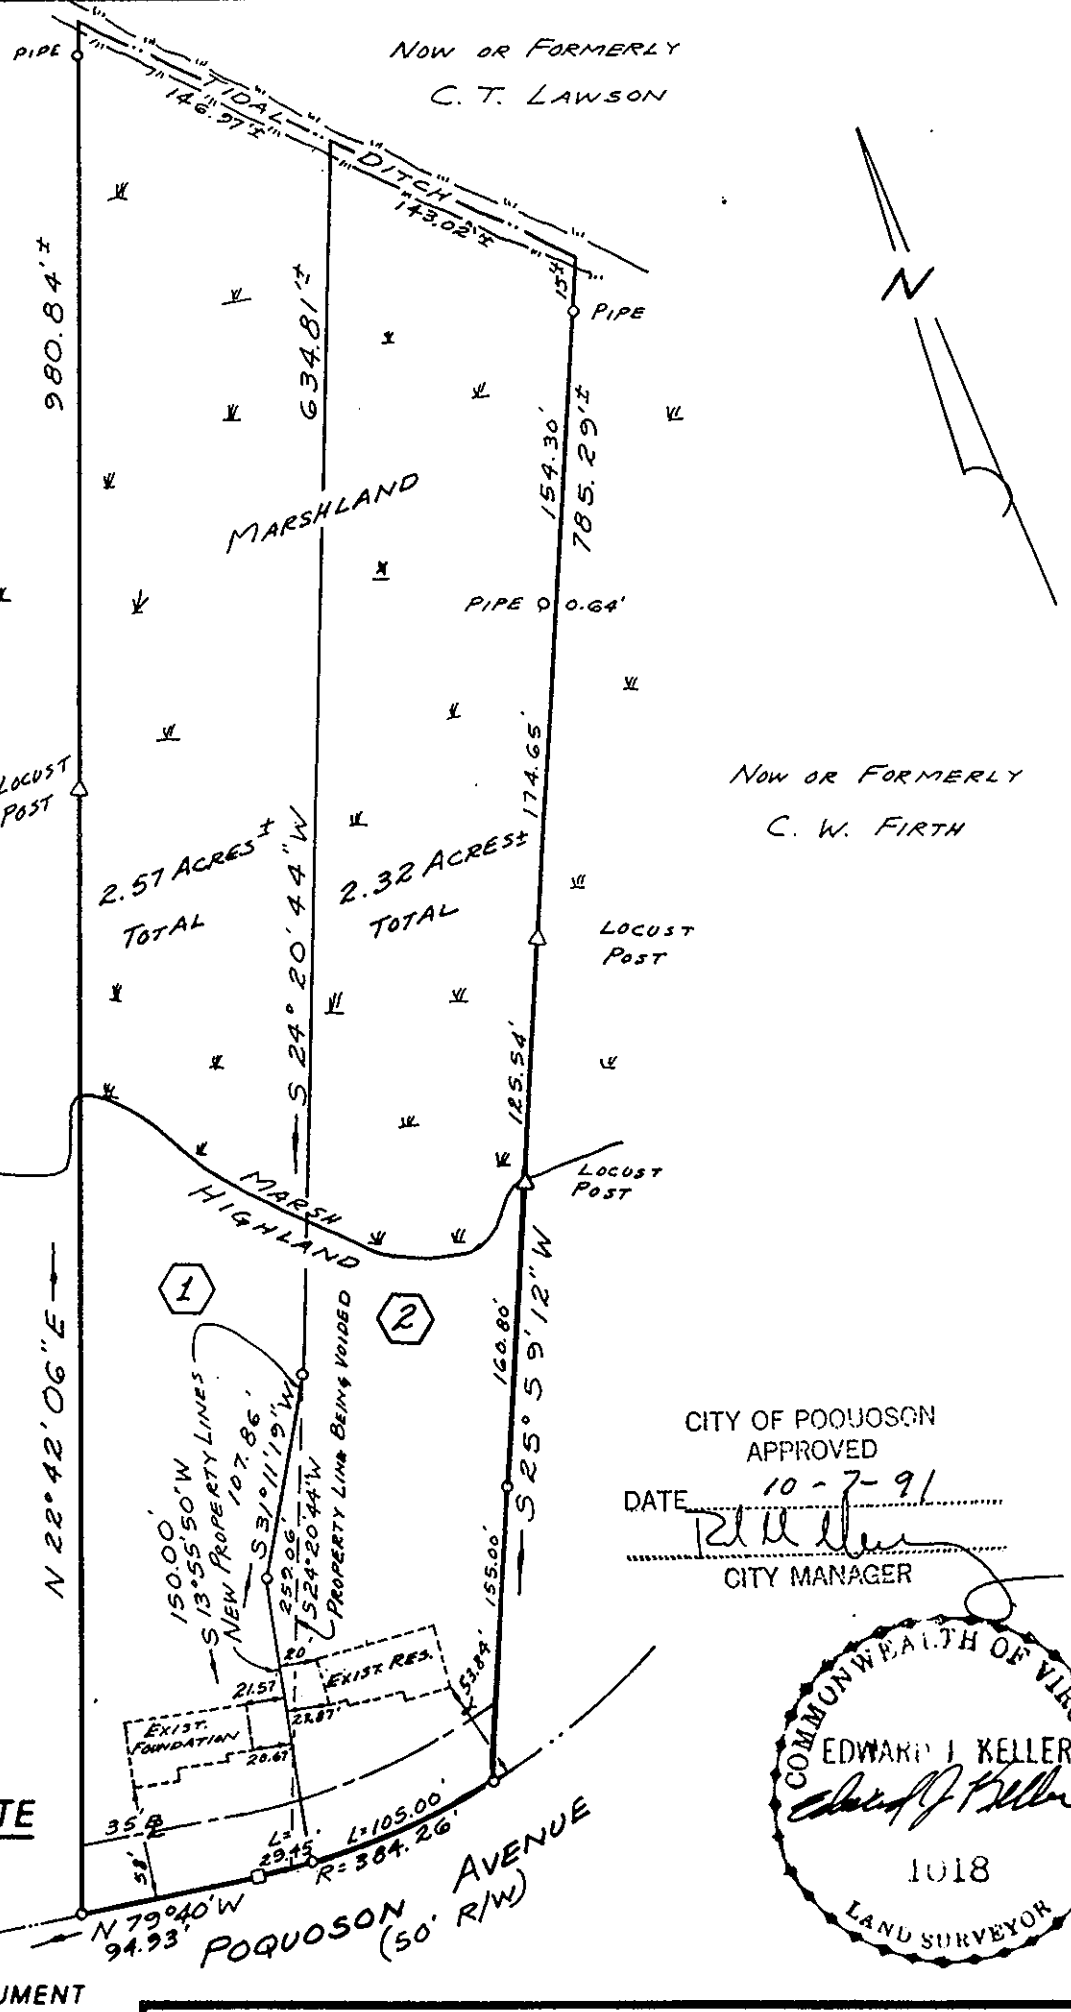 PIPE
NOW OR FORMERLY
C. T. LAWSON
TIDAL DITCH
146.97'±
143.02'±
15'±
PIPE
N
980.84'±
634.81'±
154.30'
785.29'±
MARSHLAND
PIPE
0.64'
174.65'
LOCUST
POST
NOW OR FORMERLY
C. W. FIRTH
2.57 ACRES±
TOTAL
2.32 ACRES±
TOTAL
S 24° 20' 44" W
LOCUST
POST
125.54'
LOCUST
POST
MARSH
HIGHLAND
1
2
N 22° 42' 06" E
160.80'
S 25° 59' 12" W
150.00'
S 13°55'50" W
NEW PROPERTY LINES
107.86'
S 31°11'19" W
259.06'
S24°20'44"W
PROPERTY LINE BEING VOIDED
155.00'
CITY OF POQUOSON
APPROVED
DATE 10-7-91
CITY MANAGER
20'
EXIST. RES.
53.84'
21.57
22.87'
EXIST.
FOUNDATION
20.67
35' BL
58'
L=
29.45'
L=105.00'
R=384.26'
N 79°40' W
94.93'
POQUOSON AVENUE
(50' R/W)
COMMONWEALTH OF VIRG
EDWARD J KELLER
Edward J Keller
1018
LAND SURVEYOR
TE
UMENT